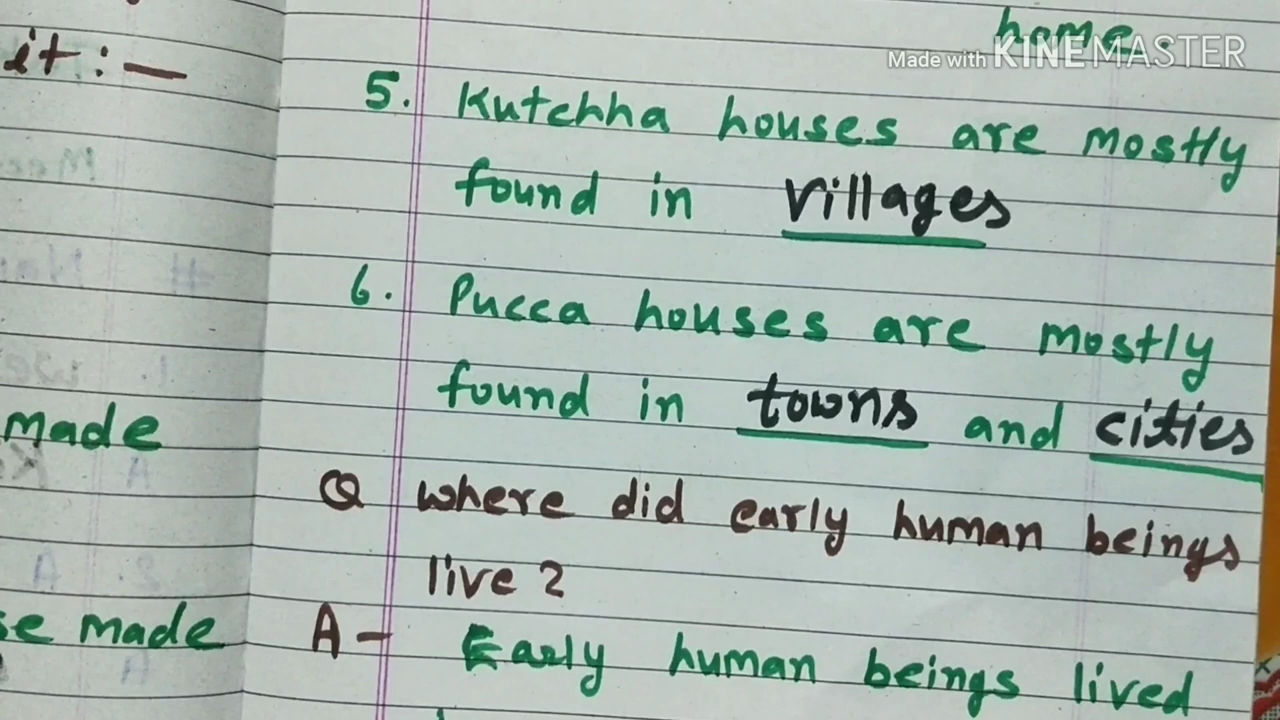 home
Made with KINEMASTER
it : —
5. Kutchha houses are mostly
found in villages
6. Pucca houses are mostly
found in towns and cities
made
Q where did early human beings
live ?
se made
A - Early human beings lived